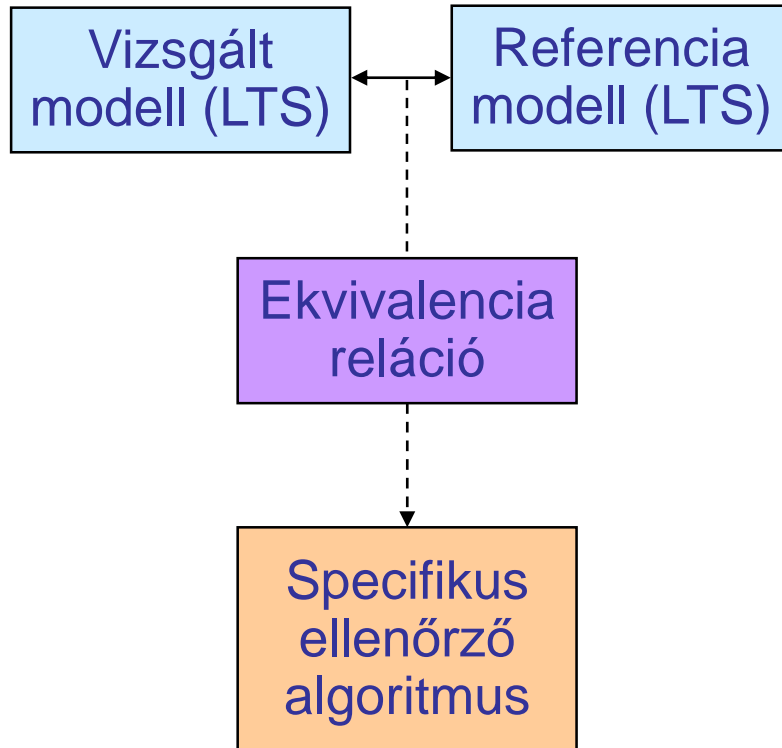 Vizsgált
modell (LTS)
Referencia
modell (LTS)
Ekvivalencia
reláció
Specifikus
ellenőrző
algoritmus